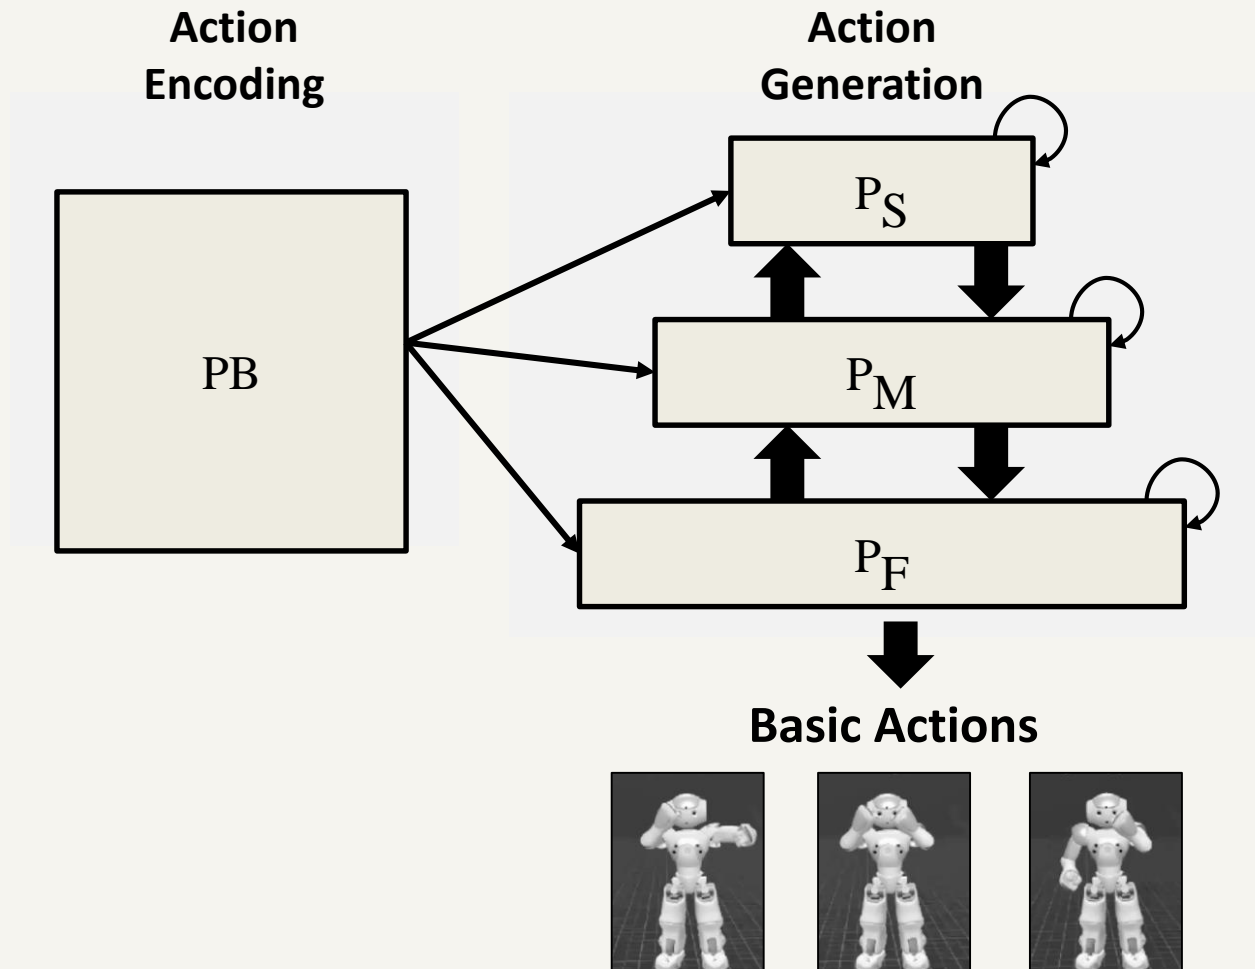 Action
Encoding
Action
Generation
PB
PS
PM
PF
Basic Actions